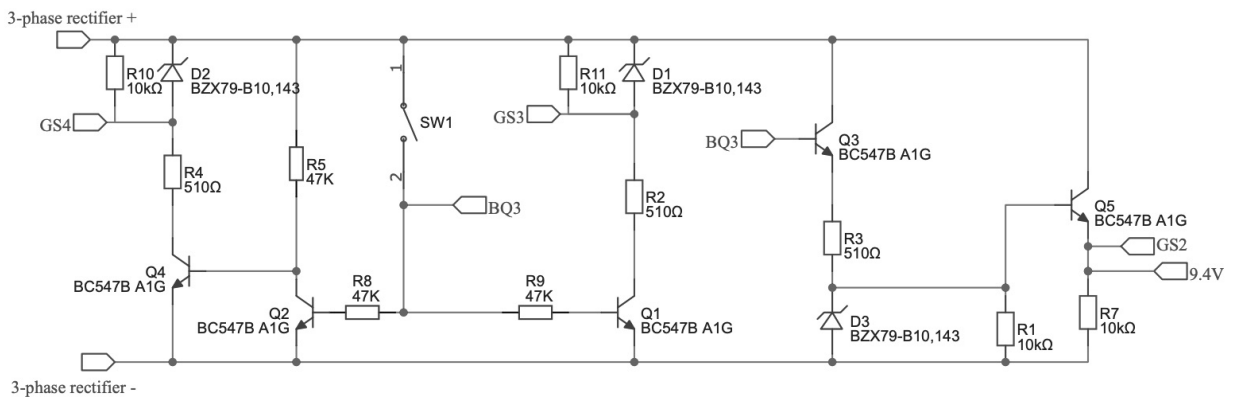 3-phase rectifier +
R10
10kΩ
D2
BZX79-B10,143
GS4
R4
510Ω
Q4
BC547B A1G
R5
47K
Q2
BC547B A1G
R8
47K
1
SW1
2
BQ3
R9
47K
R11
10kΩ
D1
BZX79-B10,143
GS3
R2
510Ω
Q1
BC547B A1G
BQ3
Q3
BC547B A1G
R3
510Ω
D3
BZX79-B10,143
R1
10kΩ
Q5
BC547B A1G
GS2
9.4V
R7
10kΩ
3-phase rectifier -